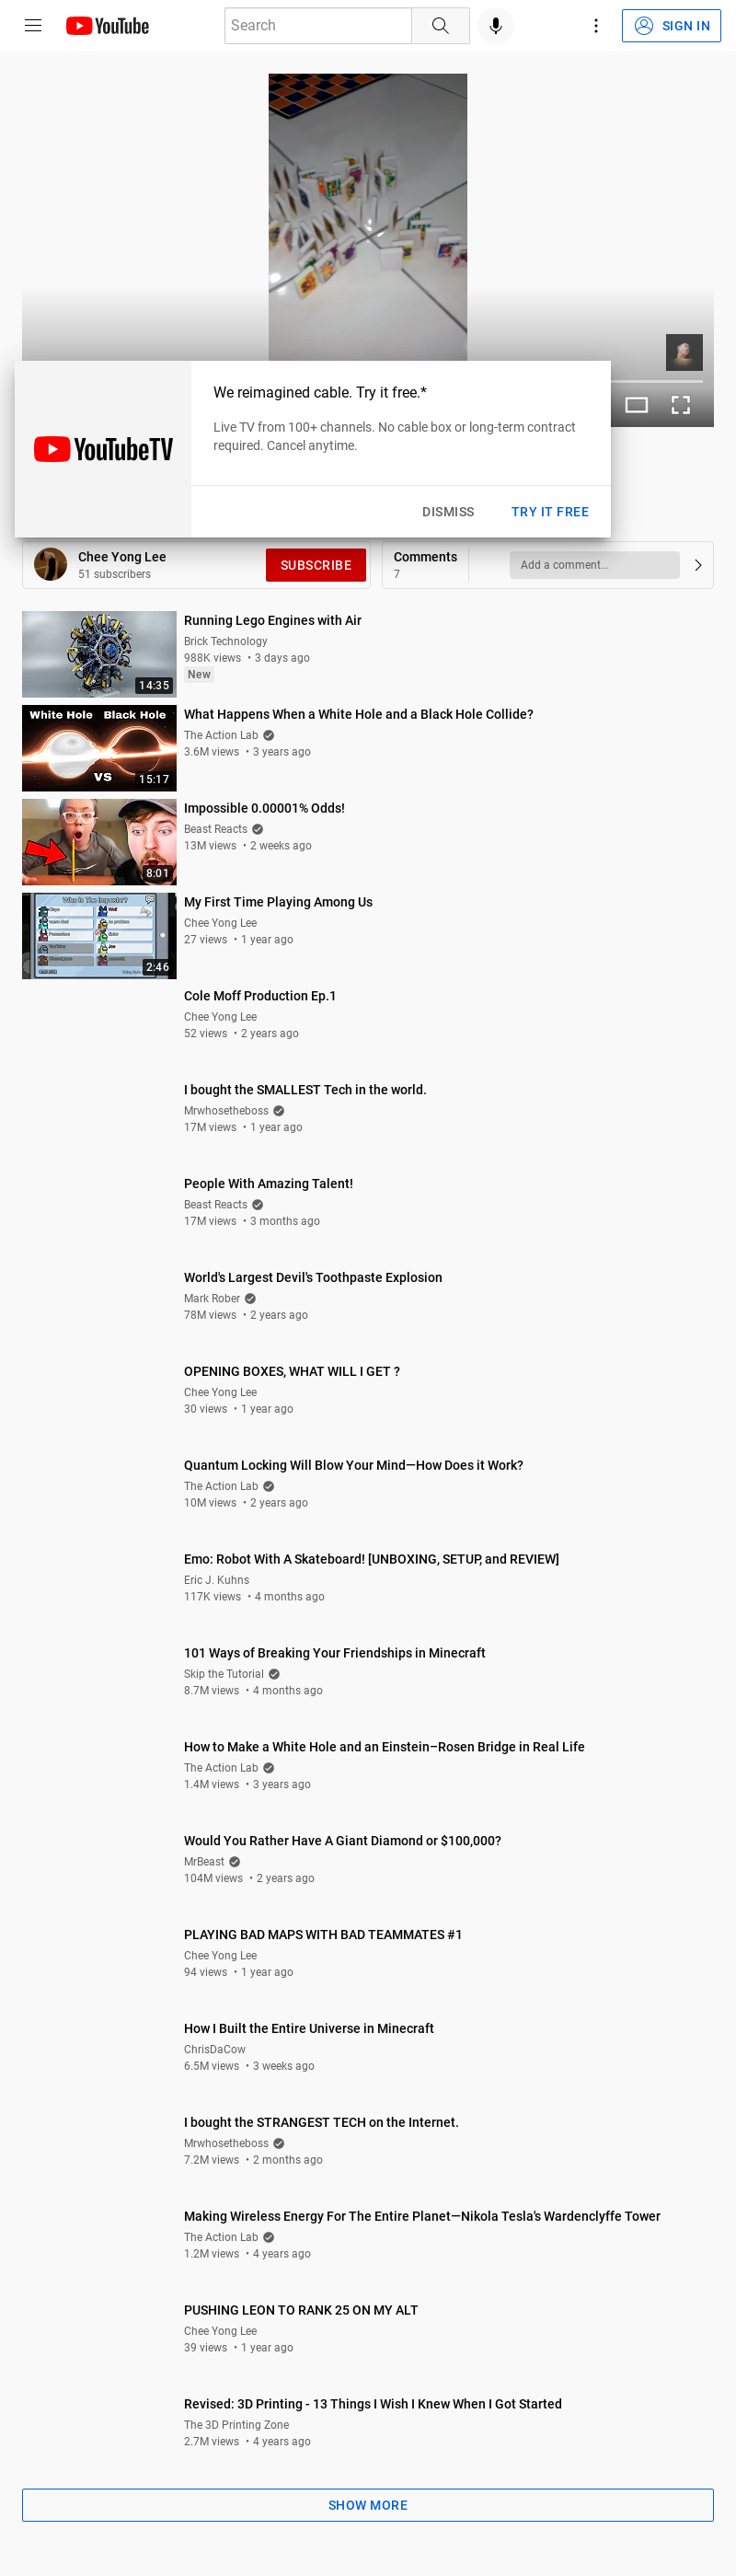 YouTube
Search
SIGN IN
We reimagined cable. Try it free.*
Live TV from 100+ channels. No cable box or long-term contract
required. Cancel anytime.
YouTubeTV
DISMISS
TRY IT FREE
Chee Yong Lee
51 subscribers
SUBSCRIBE
Comments
7
Add a comment...
14:35
Running Lego Engines with Air
Brick Technology
988K views • 3 days ago
New
White Hole Black Hole
VS
15:17
What Happens When a White Hole and a Black Hole Collide?
The Action Lab
3.6M views • 3 years ago
8:01
Impossible 0.00001% Odds!
Beast Reacts
13M views • 2 weeks ago
Who Is The Impostor?
2:46
My First Time Playing Among Us
Chee Yong Lee
27 views • 1 year ago
Cole Moff Production Ep.1
Chee Yong Lee
52 views • 2 years ago
I bought the SMALLEST Tech in the world.
Mrwhosetheboss
17M views • 1 year ago
People With Amazing Talent!
Beast Reacts
17M views • 3 months ago
World's Largest Devil's Toothpaste Explosion
Mark Rober
78M views • 2 years ago
OPENING BOXES, WHAT WILL I GET ?
Chee Yong Lee
30 views • 1 year ago
Quantum Locking Will Blow Your Mind—How Does it Work?
The Action Lab
10M views • 2 years ago
Emo: Robot With A Skateboard! [UNBOXING, SETUP, and REVIEW]
Eric J. Kuhns
117K views • 4 months ago
101 Ways of Breaking Your Friendships in Minecraft
Skip the Tutorial
8.7M views • 4 months ago
How to Make a White Hole and an Einstein–Rosen Bridge in Real Life
The Action Lab
1.4M views • 3 years ago
Would You Rather Have A Giant Diamond or $100,000?
MrBeast
104M views • 2 years ago
PLAYING BAD MAPS WITH BAD TEAMMATES #1
Chee Yong Lee
94 views • 1 year ago
How I Built the Entire Universe in Minecraft
ChrisDaCow
6.5M views • 3 weeks ago
I bought the STRANGEST TECH on the Internet.
Mrwhosetheboss
7.2M views • 2 months ago
Making Wireless Energy For The Entire Planet—Nikola Tesla's Wardenclyffe Tower
The Action Lab
1.2M views • 4 years ago
PUSHING LEON TO RANK 25 ON MY ALT
Chee Yong Lee
39 views • 1 year ago
Revised: 3D Printing - 13 Things I Wish I Knew When I Got Started
The 3D Printing Zone
2.7M views • 4 years ago
SHOW MORE